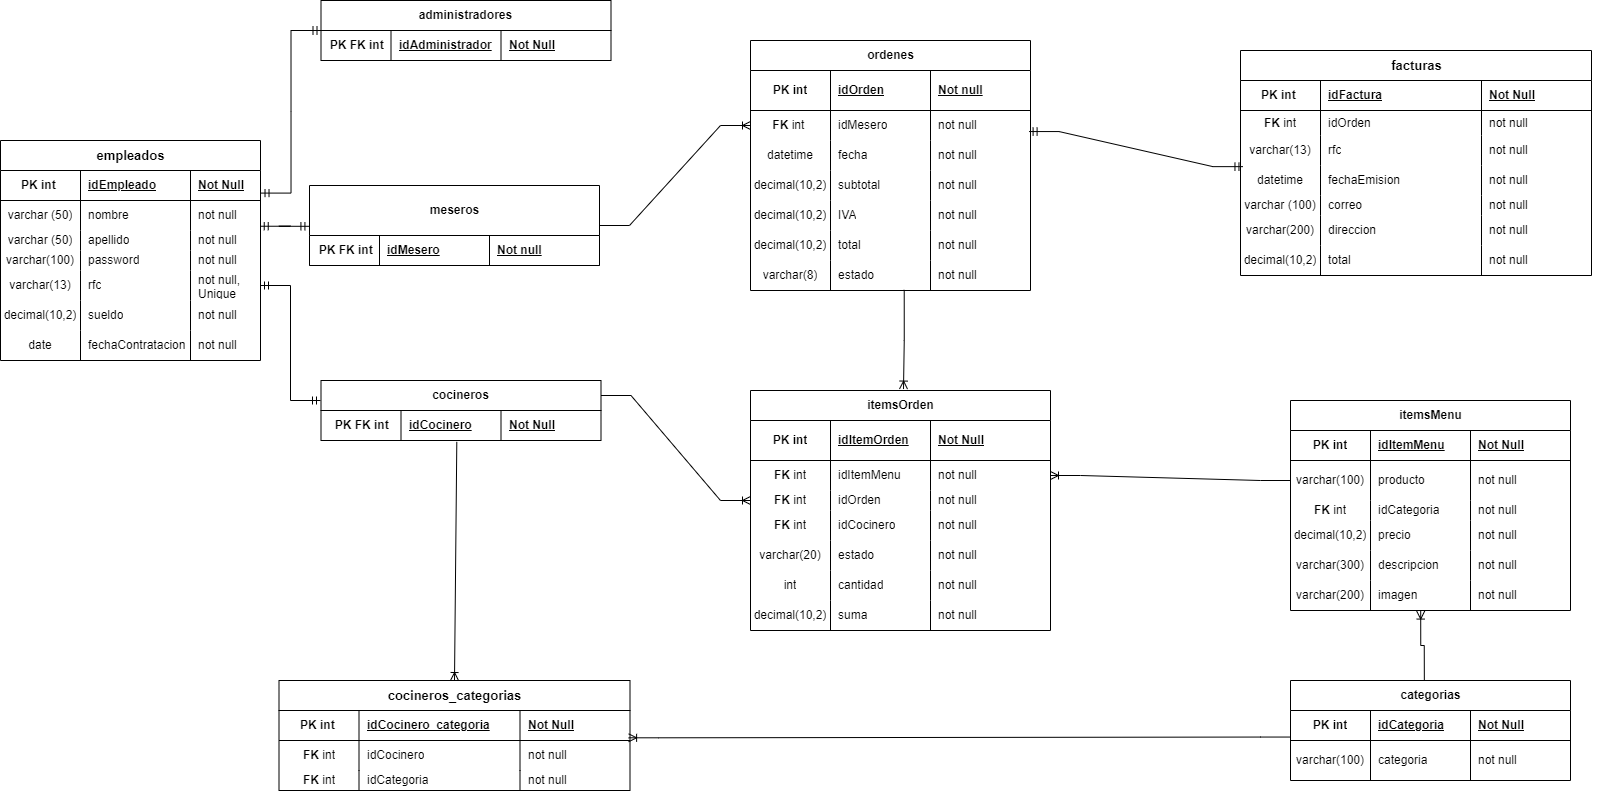 administradores
PK FK int idAdministrador Not Null
empleados
PK int idEmpleado Not Null
varchar (50) nombre not null
varchar (50) apellido not null
varchar(100) password not null
varchar(13) rfc not null,
Unique
decimal(10,2) sueldo not null
date fechaContratacion not null
meseros
PK FK int idMesero Not null
cocineros
PK FK int idCocinero Not Null
ordenes
PK int idOrden Not null
FK int idMesero not null
datetime fecha not null
decimal(10,2) subtotal not null
decimal(10,2) IVA not null
decimal(10,2) total not null
varchar(8) estado not null
facturas
PK int idFactura Not Null
FK int idOrden not null
varchar(13) rfc not null
datetime fechaEmision not null
varchar (100) correo not null
varchar(200) direccion not null
decimal(10,2) total not null
itemsOrden
PK int idItemOrden Not Null
FK int idItemMenu not null
FK int idOrden not null
FK int idCocinero not null
varchar(20) estado not null
int cantidad not null
decimal(10,2) suma not null
itemsMenu
PK int idItemMenu Not Null
varchar(100) producto not null
FK int idCategoria not null
decimal(10,2) precio not null
varchar(300) descripcion not null
varchar(200) imagen not null
cocineros_categorias
PK int idCocinero_categoria Not Null
FK int idCocinero not null
FK int idCategoria not null
categorias
PK int idCategoria Not Null
varchar(100) categoria not null